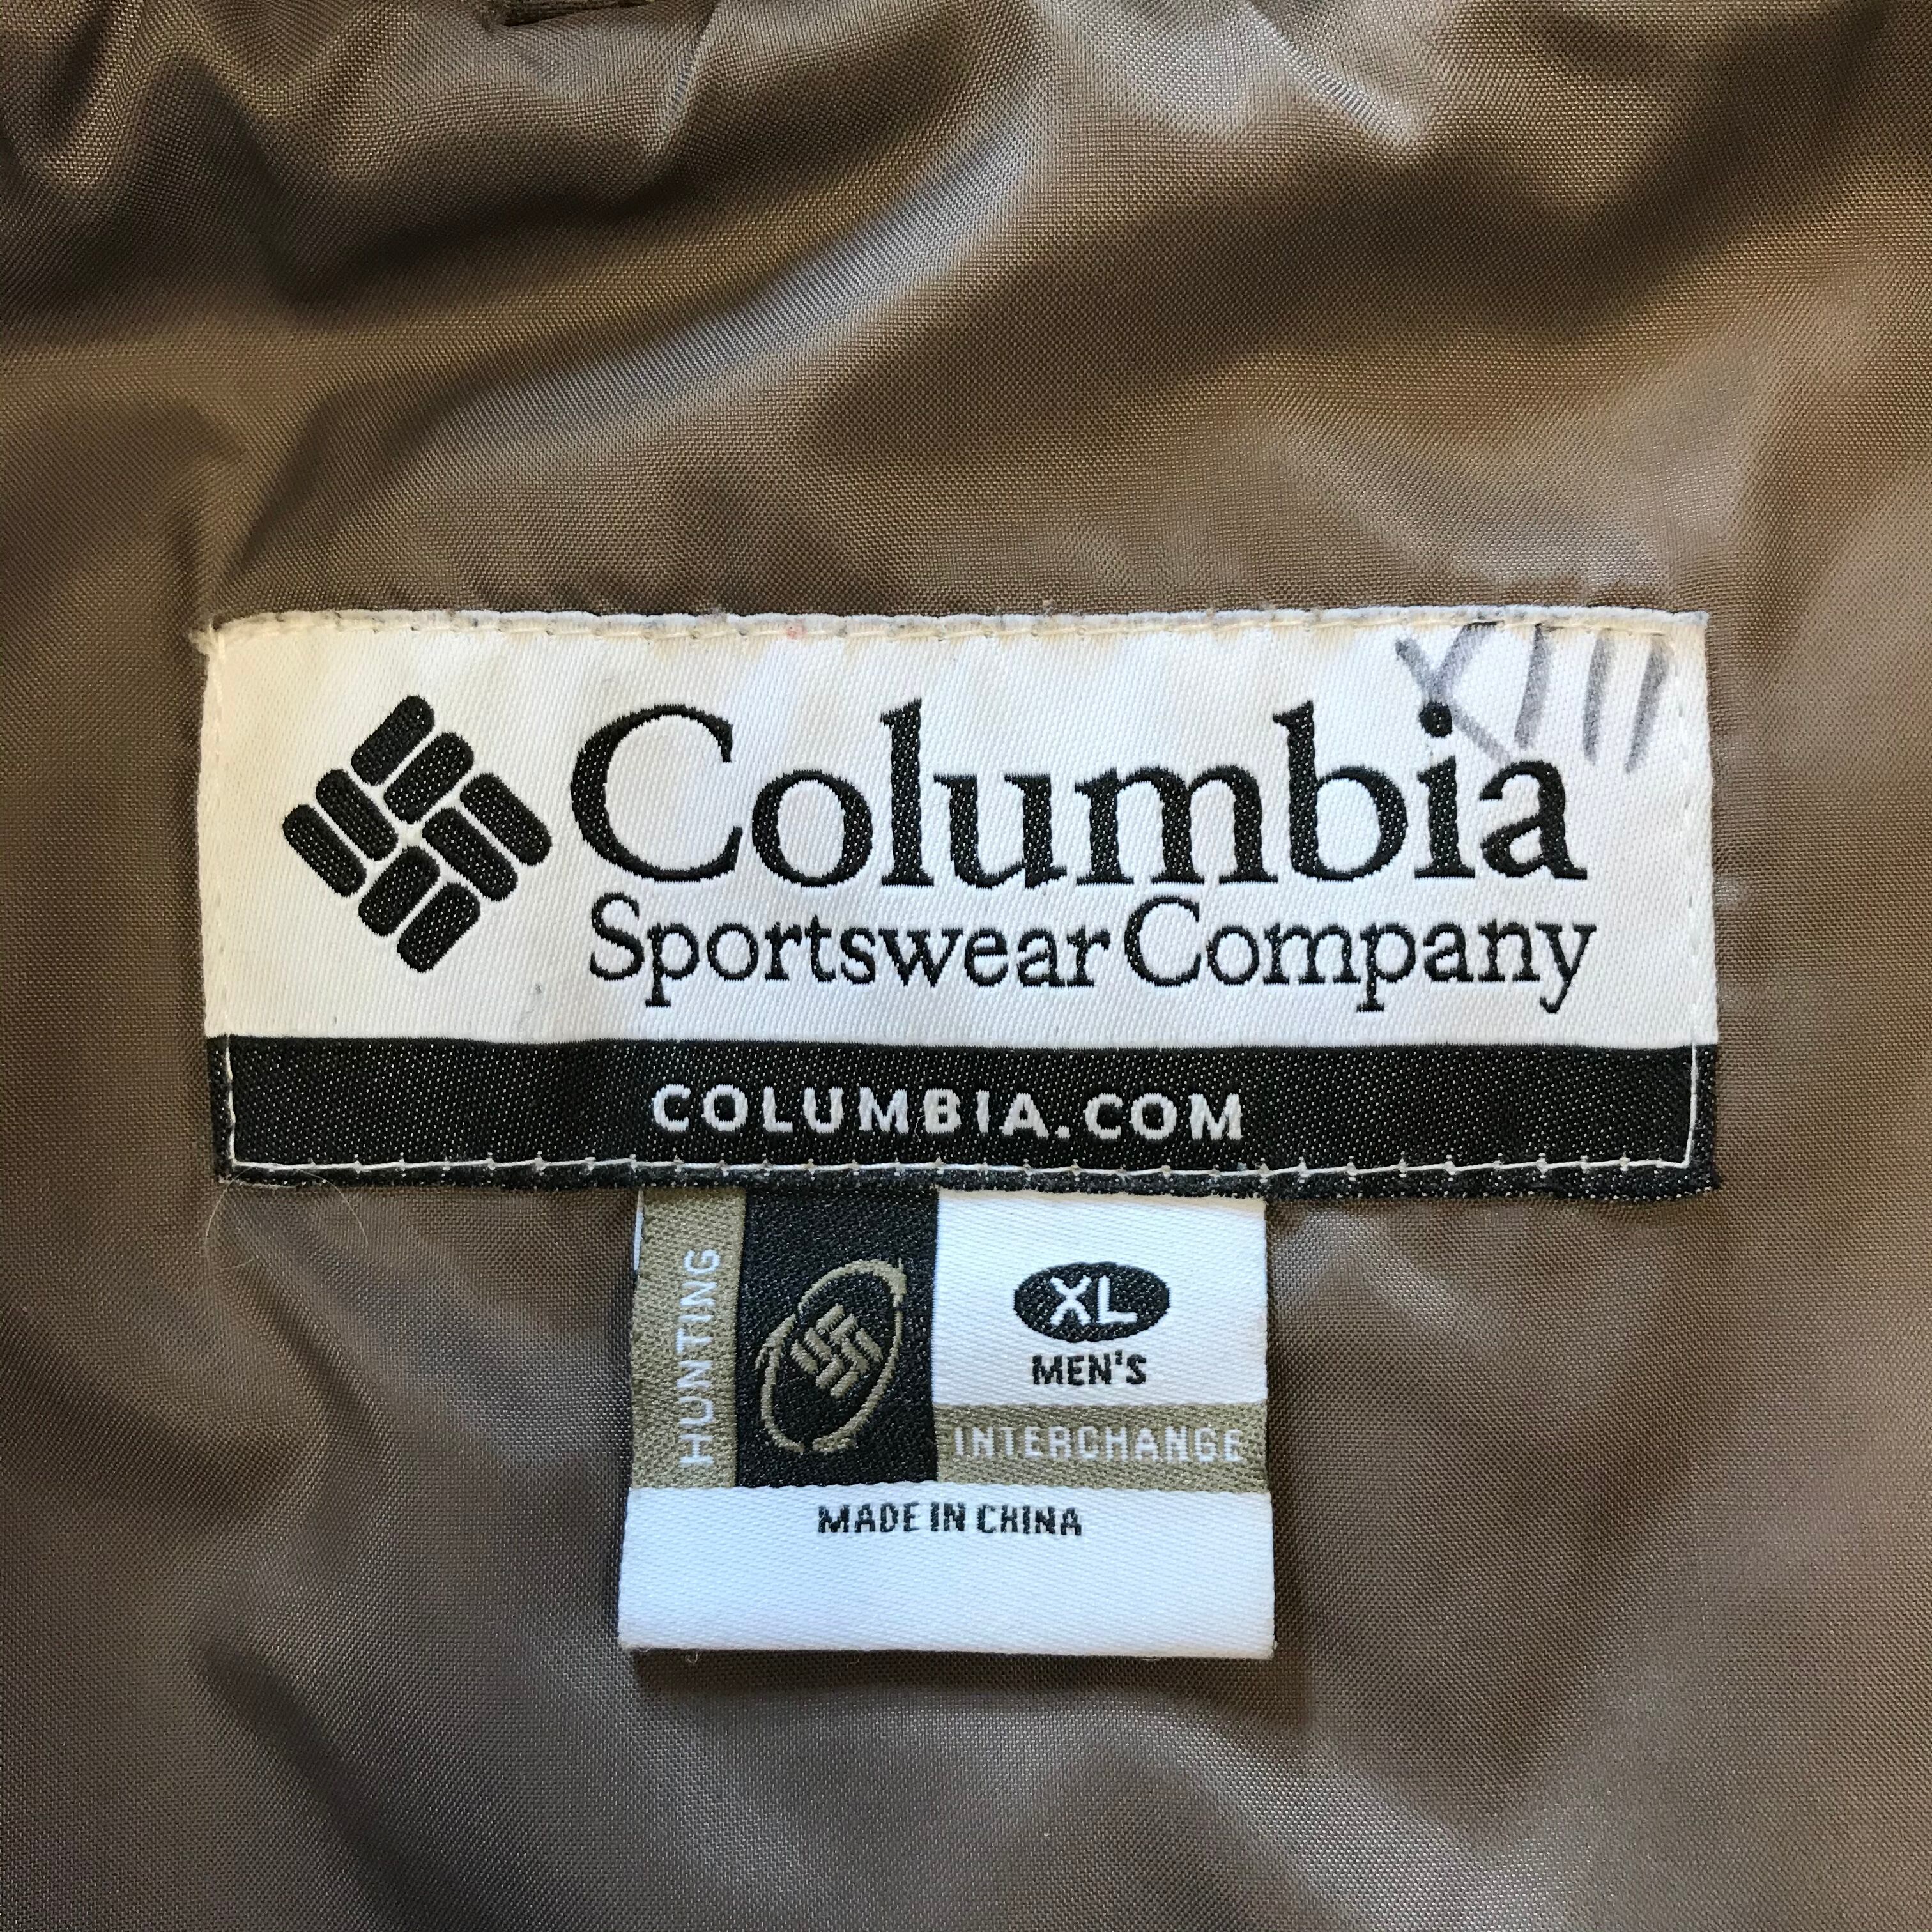 XIII
Columbia
Sportswear Company
COLUMBIA.COM
HUNTING
XL
MEN'S
INTERCHANGE
MADE IN CHINA